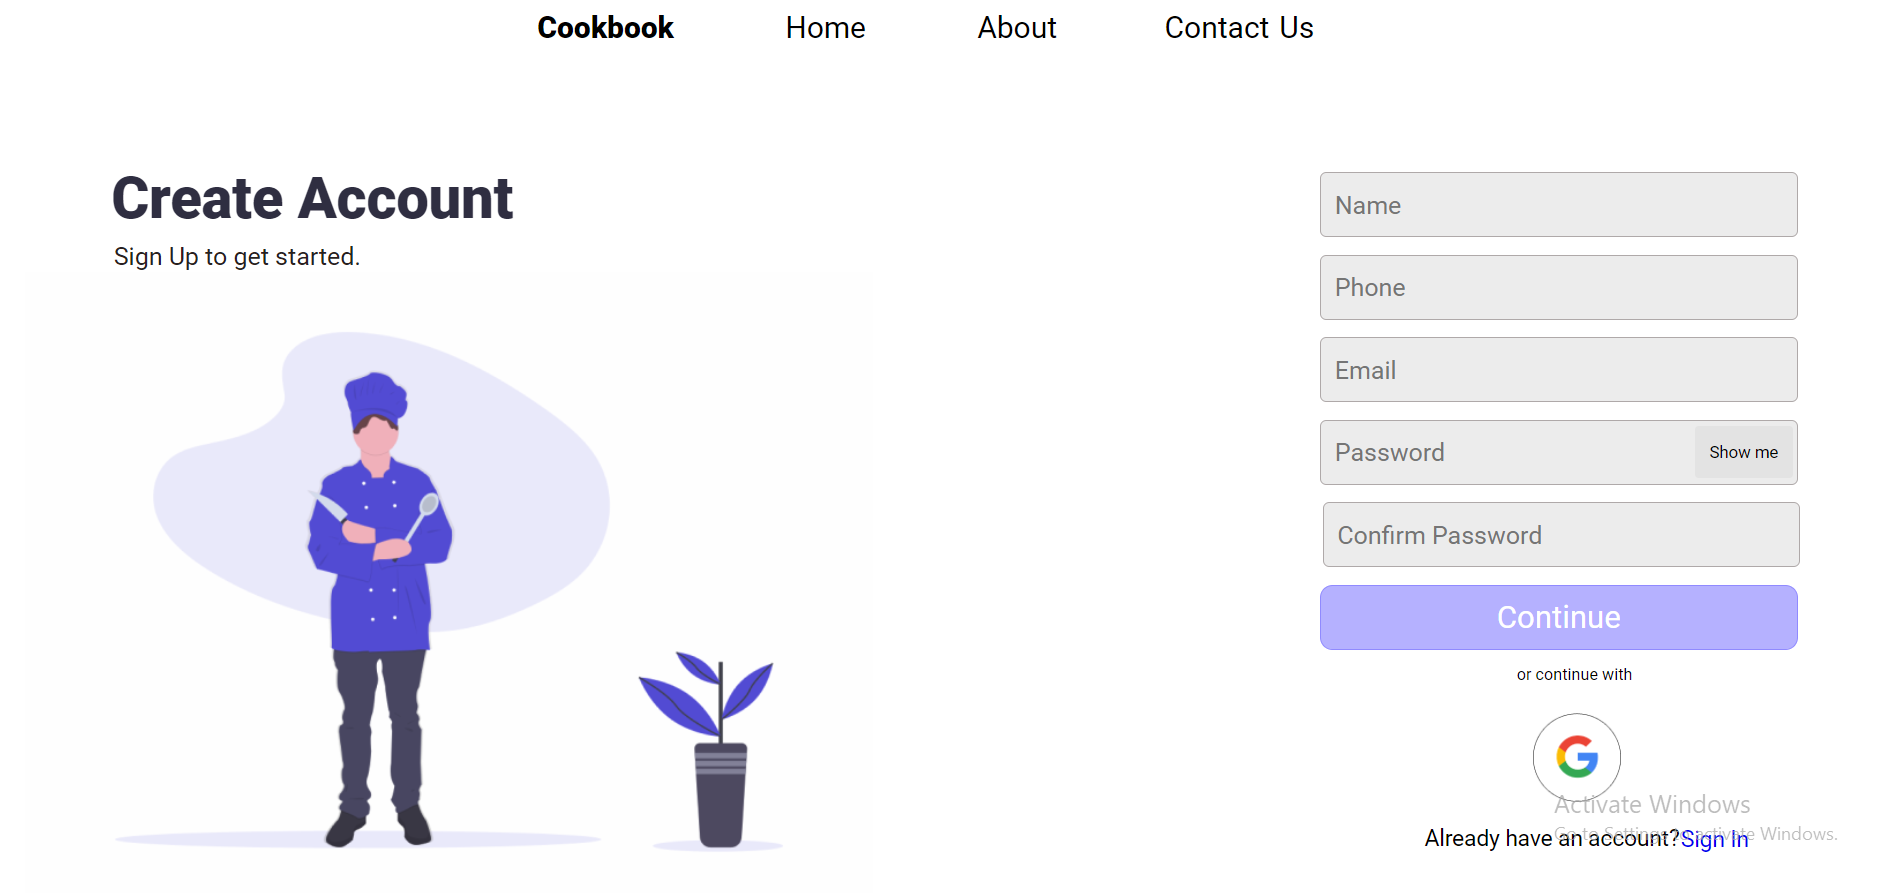 Cookbook Home About Contact Us
Create Account
Sign Up to get started.
Name
Phone
Email
Password Show me
Confirm Password
Continue
or continue with
Activate Windows
Go to Settings to activate Windows.
Already have an account?Sign In